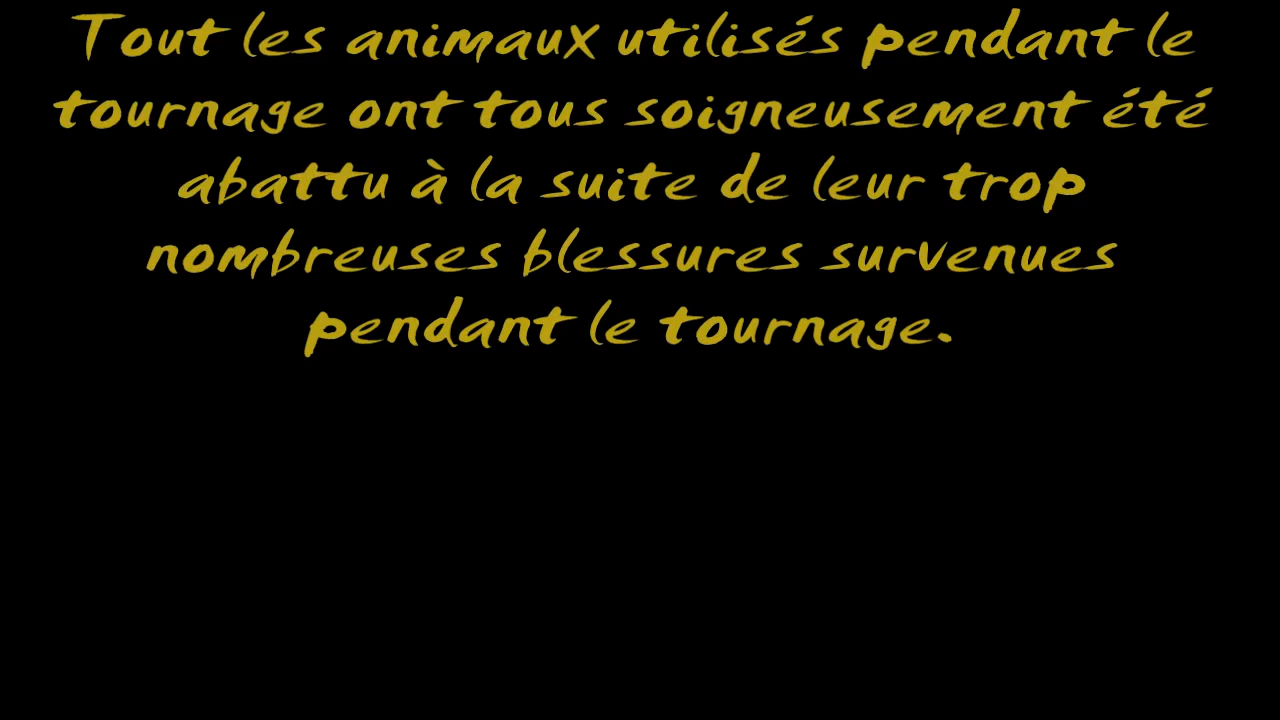 Tout les animaux utilisés pendant le
tournage ont tous soigneusement été
abattu à la suite de leur trop
nombreuses blessures survenues
pendant le tournage.